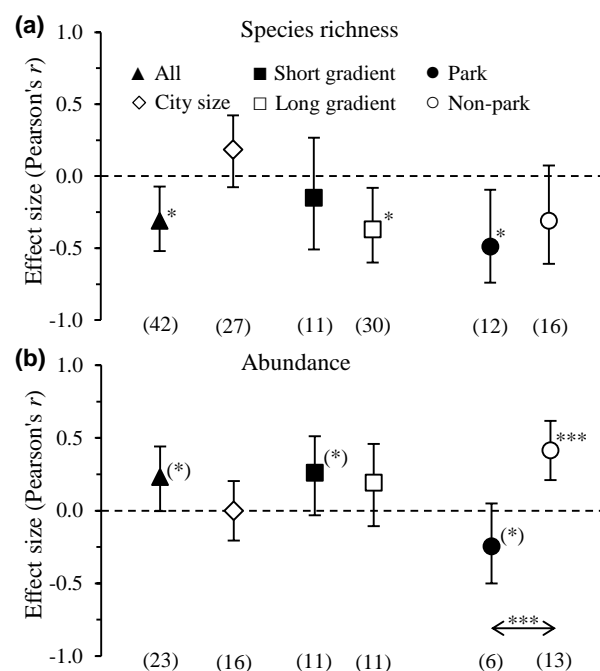 (a)
Species richness
1.0
▲ All ■ Short gradient ● Park
◇ City size □ Long gradient ○ Non-park
0.5
0.0
-0.5
-1.0
Effect size (Pearson's r)
* * *
(42) (27) (11) (30) (12) (16)
(b)
Abundance
1.0
0.5
0.0
-0.5
-1.0
Effect size (Pearson's r)
(*) (*) (*) ***
***
(23) (16) (11) (11) (6) (13)